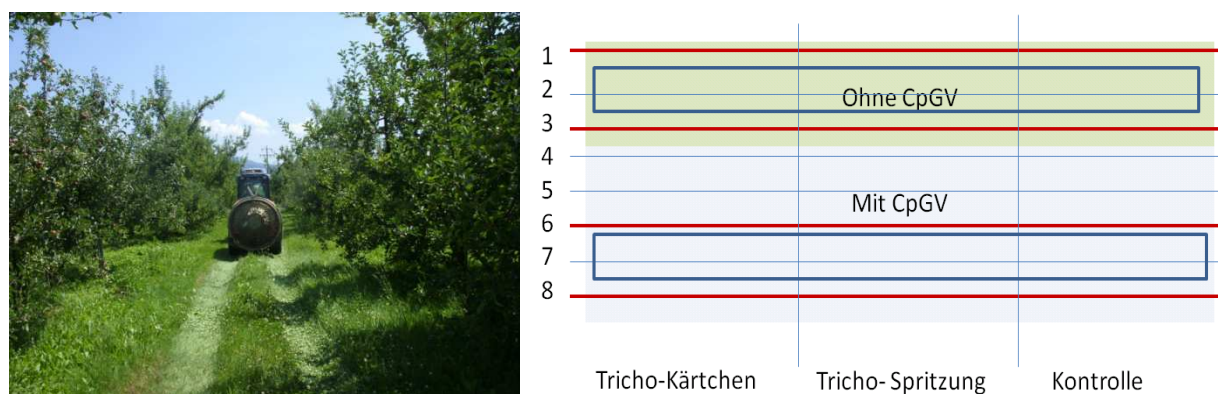 1
2
Ohne CpGV
3
4
5
Mit CpGV
6
7
8
Tricho-Kärtchen Tricho- Spritzung Kontrolle